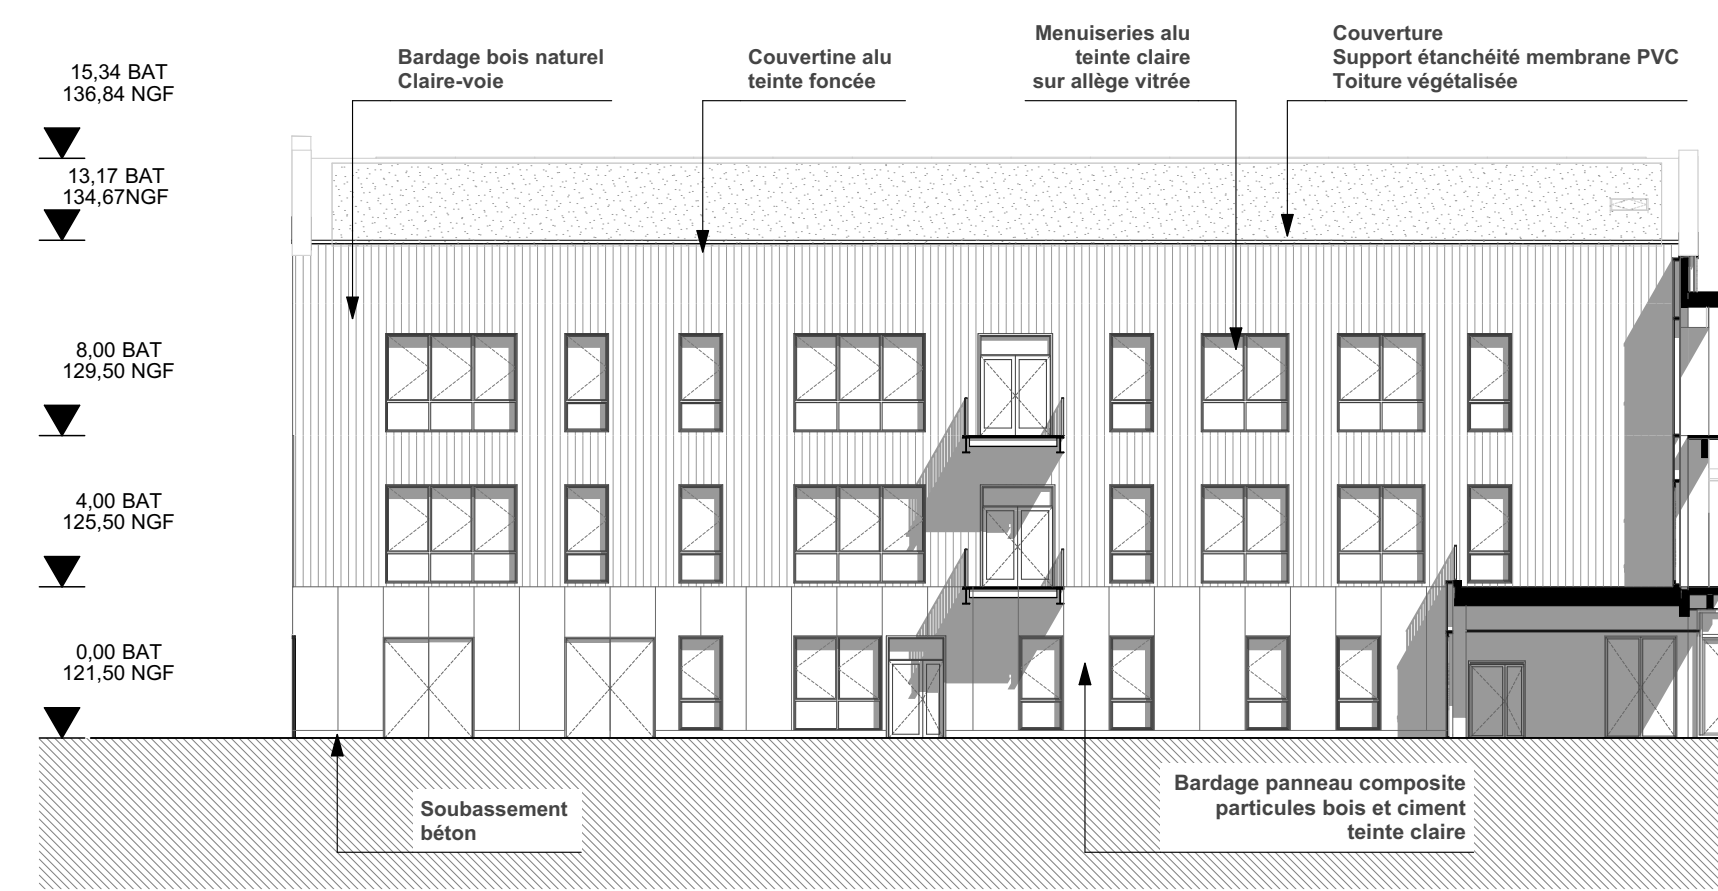 15,34 BAT
136,84 NGF
13,17 BAT
134,67NGF
8,00 BAT
129,50 NGF
4,00 BAT
125,50 NGF
0,00 BAT
121,50 NGF
Bardage bois naturel
Claire-voie
Couvertine alu
teinte foncée
Menuiseries alu
teinte claire
sur allège vitrée
Couverture
Support étanchéité membrane PVC
Toiture végétalisée
Soubassement
béton
Bardage panneau composite
particules bois et ciment
teinte claire